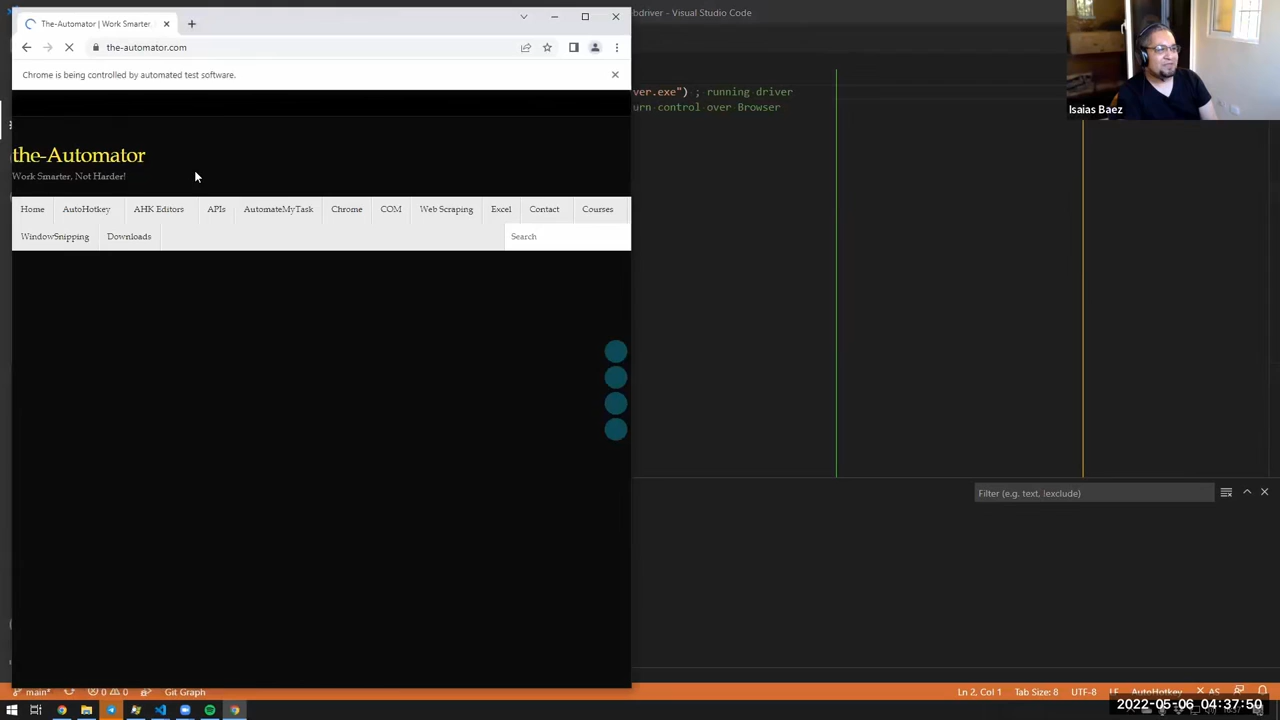 The-Automator | Work Smarter
bdriver - Visual Studio Code
the-automator.com
Chrome is being controlled by automated test software.
ver.exe") ; running driver
urn control over Browser
Isaias Baez
the-Automator
Work Smarter, Not Harder!
Home
AutoHotkey
AHK Editors
APIs
AutomateMyTask
Chrome
COM
Web Scraping
Excel
Contact
Courses
WindowSnipping
Downloads
Search
Filter (e.g. text, !exclude)
main*
0
0
Git Graph
Ln 2, Col 1
Tab Size: 8
UTF-8
LF
AutoHotkey
AS
2022-05-06 04:37:50